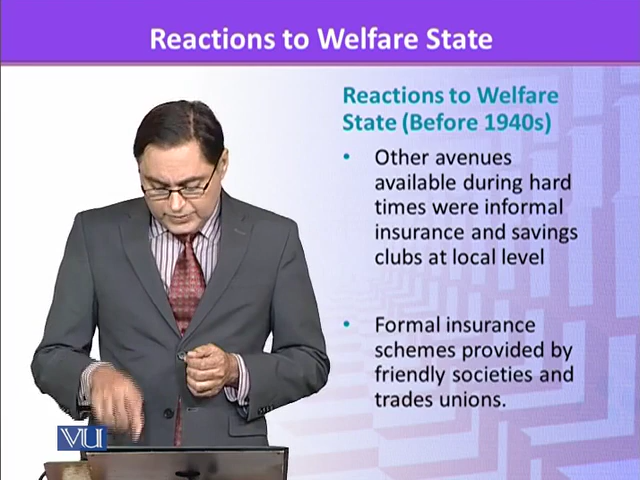 Reactions to Welfare State
Reactions to Welfare
State (Before 1940s)
• Other avenues
available during hard
times were informal
insurance and savings
clubs at local level
• Formal insurance
schemes provided by
friendly societies and
trades unions.
VU